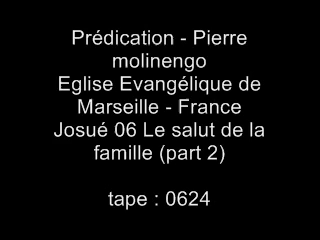 Prédication - Pierre
molinengo
Eglise Evangélique de
Marseille - France
Josué 06 Le salut de la
famille (part 2)
tape : 0624